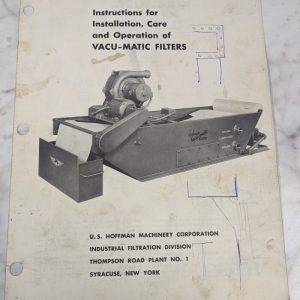 Instructions for
Installation, Care
and Operation of
VACU-MATIC FILTERS
U. S. HOFFMAN MACHINERY CORPORATION
INDUSTRIAL FILTRATION DIVISION
THOMPSON ROAD PLANT NO. 1
SYRACUSE, NEW YORK